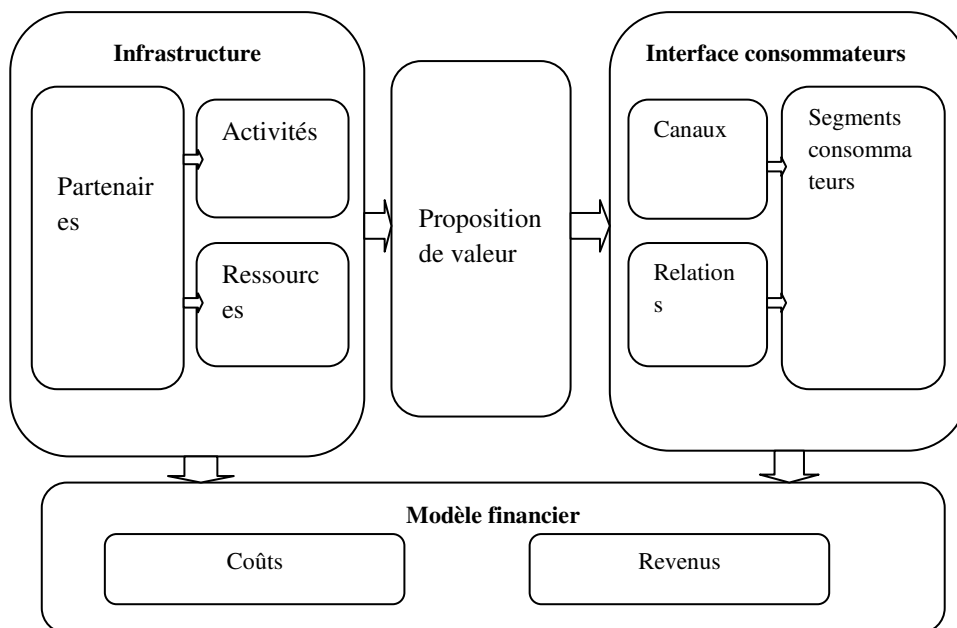 Infrastructure
Partenair
es
Activités
Ressourc
es
Proposition
de valeur
Interface consommateurs
Canaux
Relation
s
Segments
consomma
teurs
Modèle financier
Coûts
Revenus